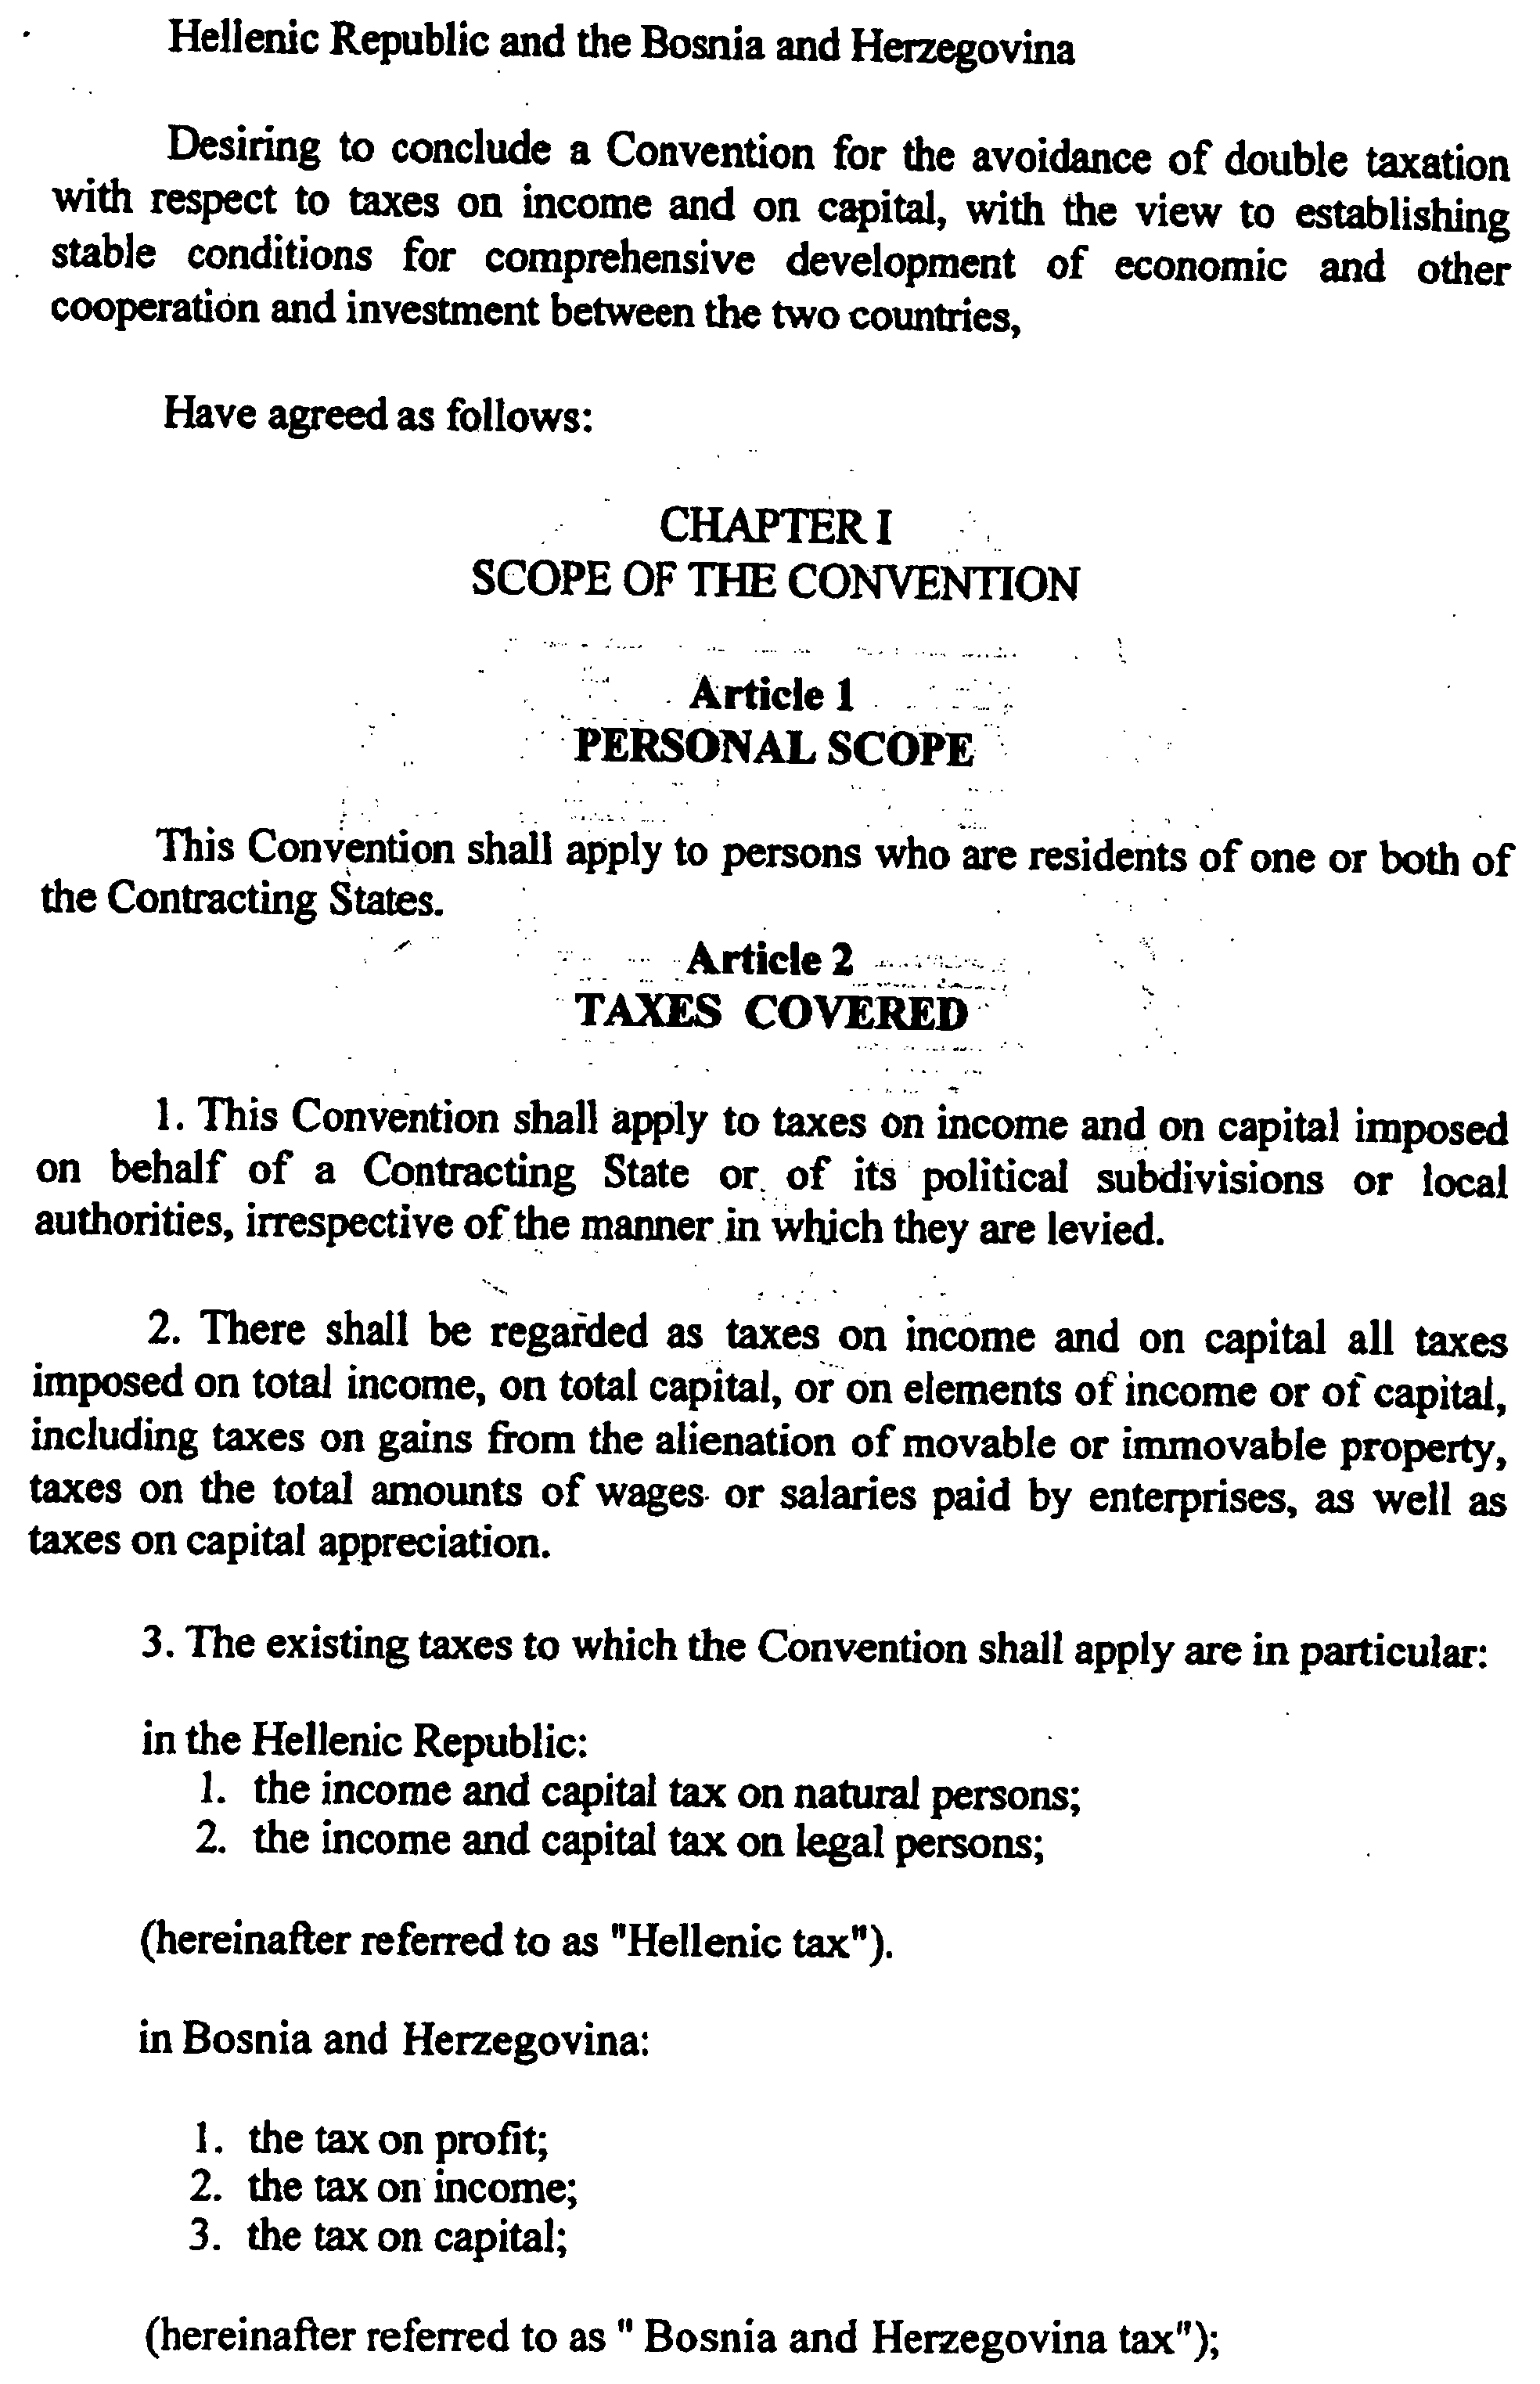 Hellenic Republic and the Bosnia and Herzegovina
Desiring to conclude a Convention for the avoidance of double taxation
with respect to taxes on income and on capital, with the view to establishing
stable conditions for comprehensive development of economic and other
cooperation and investment between the two countries,
Have agreed as follows:
CHAPTER I
SCOPE OF THE CONVENTION
Article 1
PERSONAL SCOPE
This Convention shall apply to persons who are residents of one or both of
the Contracting States.
Article 2
TAXES COVERED
1. This Convention shall apply to taxes on income and on capital imposed
on behalf of a Contracting State or of its political subdivisions or local
authorities, irrespective of the manner in which they are levied.
2. There shall be regarded as taxes on income and on capital all taxes
imposed on total income, on total capital, or on elements of income or of capital,
including taxes on gains from the alienation of movable or immovable property,
taxes on the total amounts of wages or salaries paid by enterprises, as well as
taxes on capital appreciation.
3. The existing taxes to which the Convention shall apply are in particular:
in the Hellenic Republic:
1. the income and capital tax on natural persons;
2. the income and capital tax on legal persons;
(hereinafter referred to as "Hellenic tax").
in Bosnia and Herzegovina:
1. the tax on profit;
2. the tax on income;
3. the tax on capital;
(hereinafter referred to as " Bosnia and Herzegovina tax");